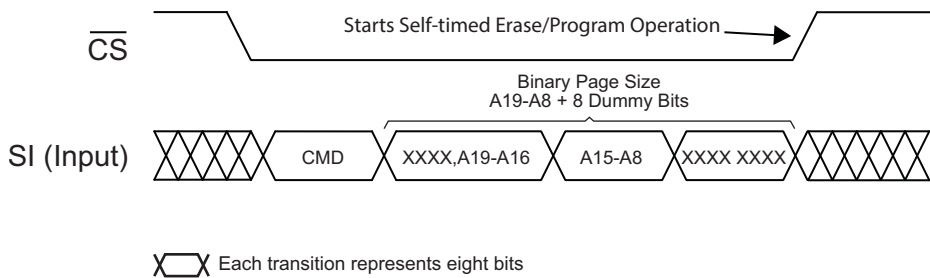 Starts Self-timed Erase/Program Operation
CS
Binary Page Size
A19-A8 + 8 Dummy Bits
SI (Input)
CMD
XXXX,A19-A16
A15-A8
XXXX XXXX
Each transition represents eight bits